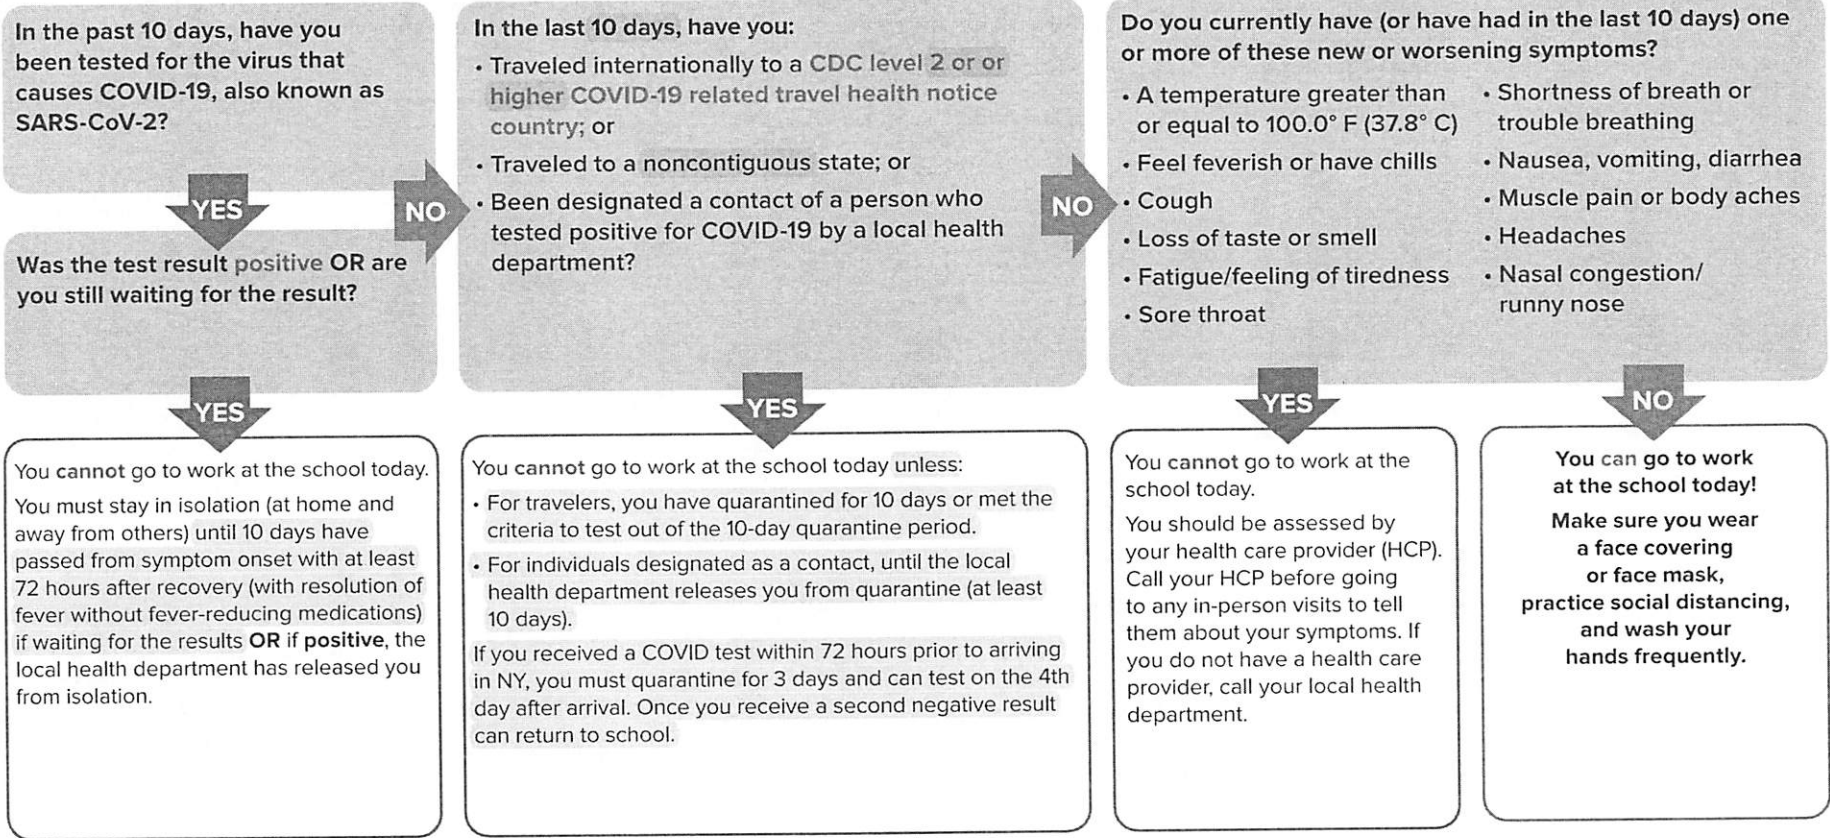 In the past 10 days, have you
been tested for the virus that
causes COVID-19, also known as
SARS-CoV-2?
YES
NO
Was the test result positive OR are
you still waiting for the result?
YES
You cannot go to work at the school today.
You must stay in isolation (at home and
away from others) until 10 days have
passed from symptom onset with at least
72 hours after recovery (with resolution of
fever without fever-reducing medications)
if waiting for the results OR if positive, the
local health department has released you
from isolation.
In the last 10 days, have you:
• Traveled internationally to a CDC level 2 or or
higher COVID-19 related travel health notice
country; or
• Traveled to a noncontiguous state; or
• Been designated a contact of a person who
tested positive for COVID-19 by a local health
department?
NO
YES
You cannot go to work at the school today unless:
• For travelers, you have quarantined for 10 days or met the
criteria to test out of the 10-day quarantine period.
• For individuals designated as a contact, until the local
health department releases you from quarantine (at least
10 days).
If you received a COVID test within 72 hours prior to arriving
in NY, you must quarantine for 3 days and can test on the 4th
day after arrival. Once you receive a second negative result
can return to school.
Do you currently have (or have had in the last 10 days) one
or more of these new or worsening symptoms?
• A temperature greater than
or equal to 100.0° F (37.8° C)
• Feel feverish or have chills
• Cough
• Loss of taste or smell
• Fatigue/feeling of tiredness
• Sore throat
• Shortness of breath or
trouble breathing
• Nausea, vomiting, diarrhea
• Muscle pain or body aches
• Headaches
• Nasal congestion/
runny nose
YES
You cannot go to work at the
school today.
You should be assessed by
your health care provider (HCP).
Call your HCP before going
to any in-person visits to tell
them about your symptoms. If
you do not have a health care
provider, call your local health
department.
NO
You can go to work
at the school today!
Make sure you wear
a face covering
or face mask,
practice social distancing,
and wash your
hands frequently.